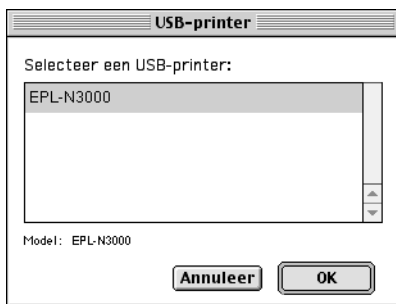 USB-printer
Selecteer een USB-printer:
EPL-N3000
Model: EPL-N3000
Annuleer OK